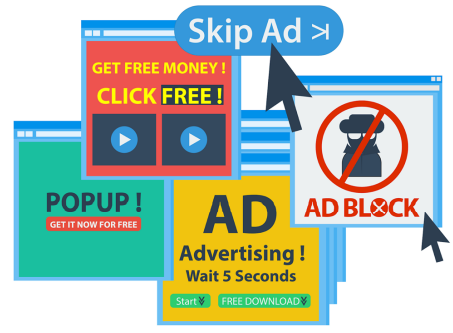 Skip Ad
GET FREE MONEY !
CLICK FREE !
POPUP !
GET IT NOW FOR FREE
AD
Advertising !
Wait 5 Seconds
Start
FREE DOWNLOAD
AD BLOCK